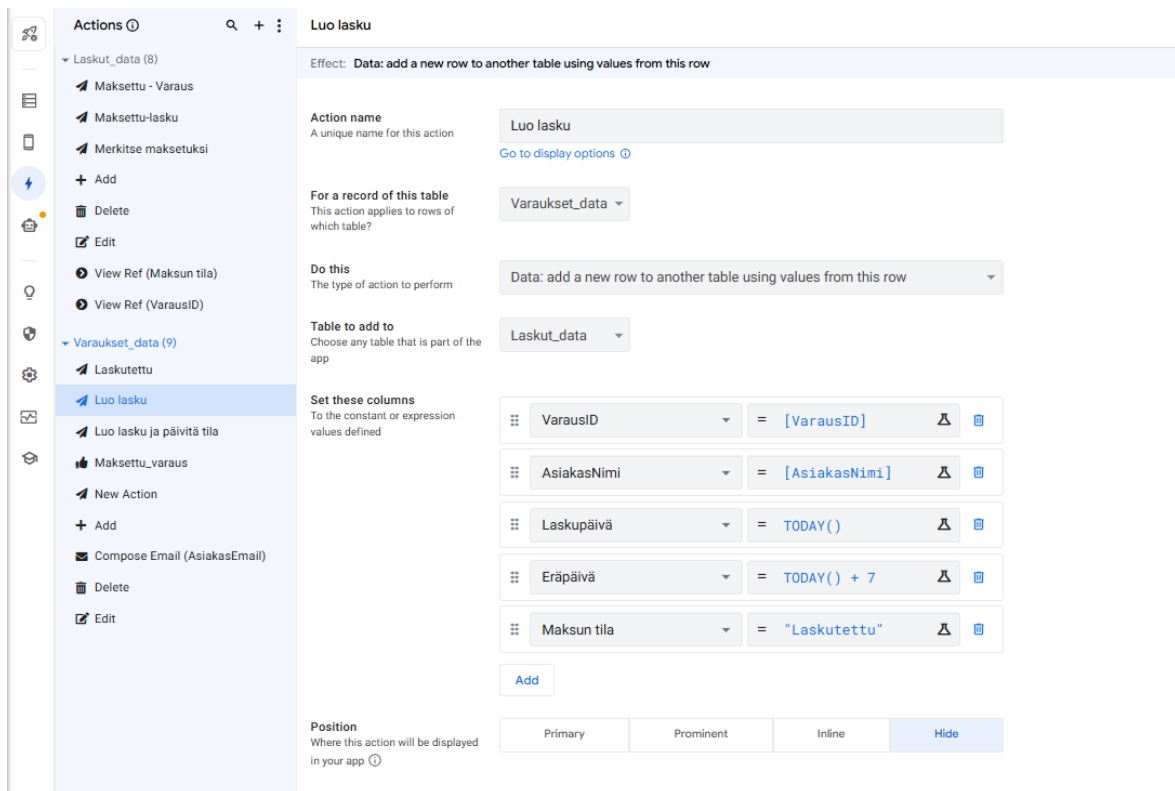 Actions
Laskut_data (8)
Maksettu - Varaus
Maksettu-lasku
Merkitse maksetuksi
Add
Delete
Edit
View Ref (Maksun tila)
View Ref (VarausID)
Varaukset_data (9)
Laskutettu
Luo lasku
Luo lasku ja päivitä tila
Maksettu_varaus
New Action
Add
Compose Email (AsiakasEmail)
Delete
Edit
Luo lasku
Effect: Data: add a new row to another table using values from this row
Action name
A unique name for this action
Luo lasku
Go to display options
For a record of this table
This action applies to rows of
which table?
Varaukset_data
Do this
The type of action to perform
Data: add a new row to another table using values from this row
Table to add to
Choose any table that is part of the
app
Laskut_data
Set these columns
To the constant or expression
values defined
VarausID = [VarausID]
AsiakasNimi = [AsiakasNimi]
Laskupäivä = TODAY()
Eräpäivä = TODAY() + 7
Maksun tila = "Laskutettu"
Add
Position
Where this action will be displayed
in your app
Primary Prominent Inline Hide